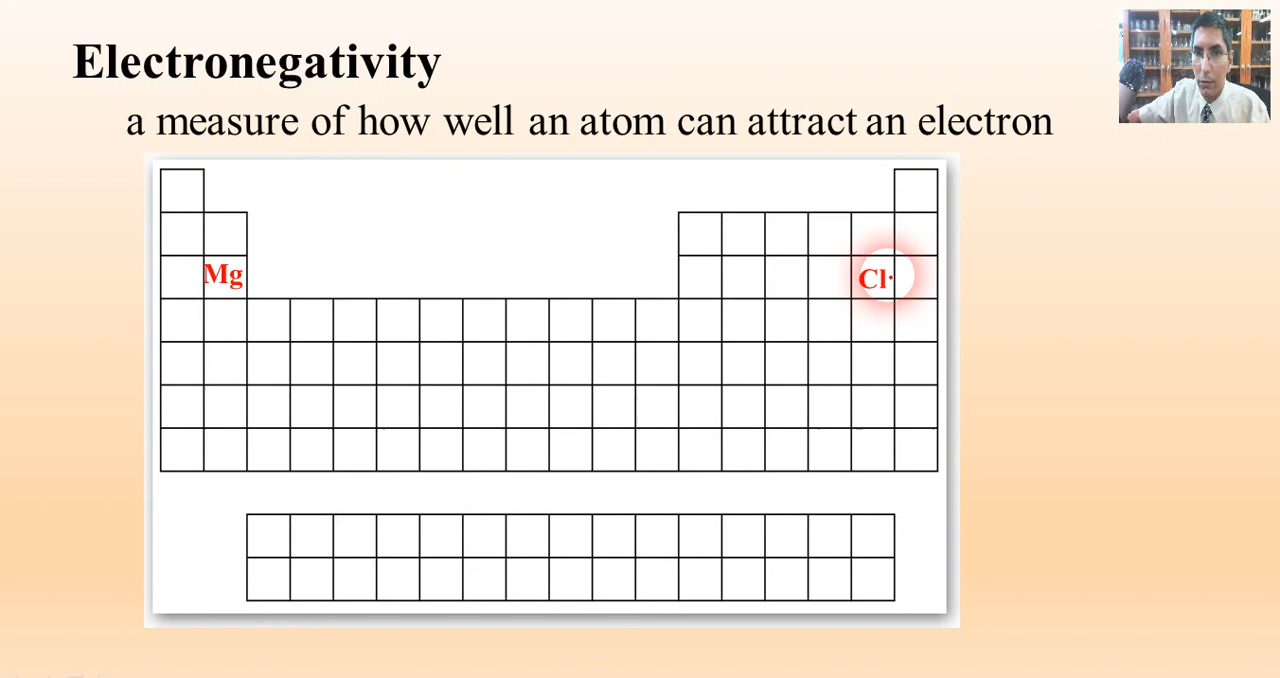 Electronegativity
a measure of how well an atom can attract an electron
Mg
Cl